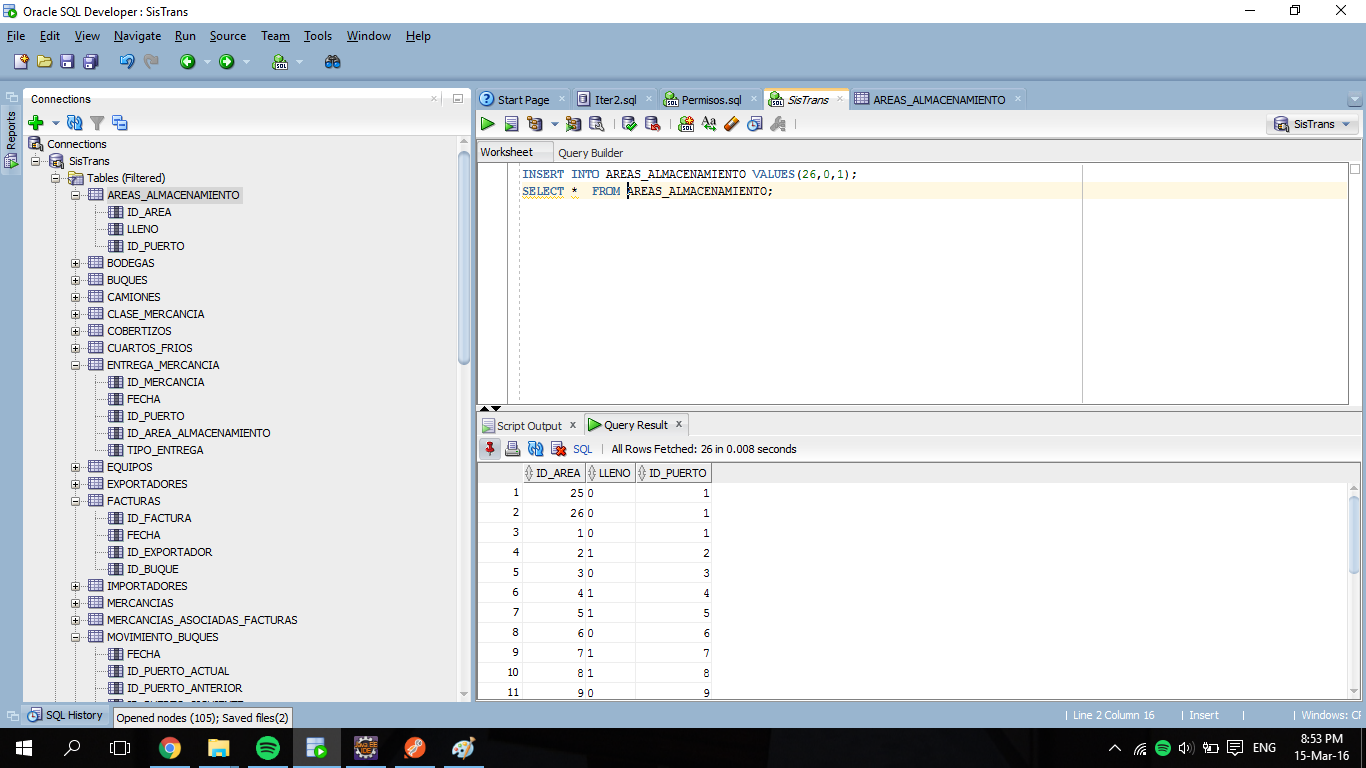 Oracle SQL Developer : SisTrans
File Edit View Navigate Run Source Team Tools Window Help
Reports
Connections
Connections
SisTrans
Tables (Filtered)
AREAS_ALMACENAMIENTO
ID_AREA
LLENO
ID_PUERTO
BODEGAS
BUQUES
CAMIONES
CLASE_MERCANCIA
COBERTIZOS
CUARTOS_FRIOS
ENTREGA_MERCANCIA
ID_MERCANCIA
FECHA
ID_PUERTO
ID_AREA_ALMACENAMIENTO
TIPO_ENTREGA
EQUIPOS
EXPORTADORES
FACTURAS
ID_FACTURA
FECHA
ID_EXPORTADOR
ID_BUQUE
IMPORTADORES
MERCANCIAS
MERCANCIAS_ASOCIADAS_FACTURAS
MOVIMIENTO_BUQUES
FECHA
ID_PUERTO_ACTUAL
ID_PUERTO_ANTERIOR
Start Page Iter2.sql Permisos.sql SisTrans AREAS_ALMACENAMIENTO
SisTrans
Worksheet Query Builder
INSERT INTO AREAS_ALMACENAMIENTO VALUES(26,0,1);
SELECT * FROM AREAS_ALMACENAMIENTO;
Script Output x Query Result x
SQL | All Rows Fetched: 26 in 0.008 seconds
ID_AREA LLENO ID_PUERTO
1 25 0 1
2 26 0 1
3 1 0 1
4 2 1 2
5 3 0 3
6 4 1 4
7 5 1 5
8 6 0 6
9 7 1 7
10 8 1 8
11 9 0 9
SQL History
Opened nodes (105); Saved files(2)
| Line 2 Column 16 | Insert | | Windows: CR
ENG
8:53 PM
15-Mar-16